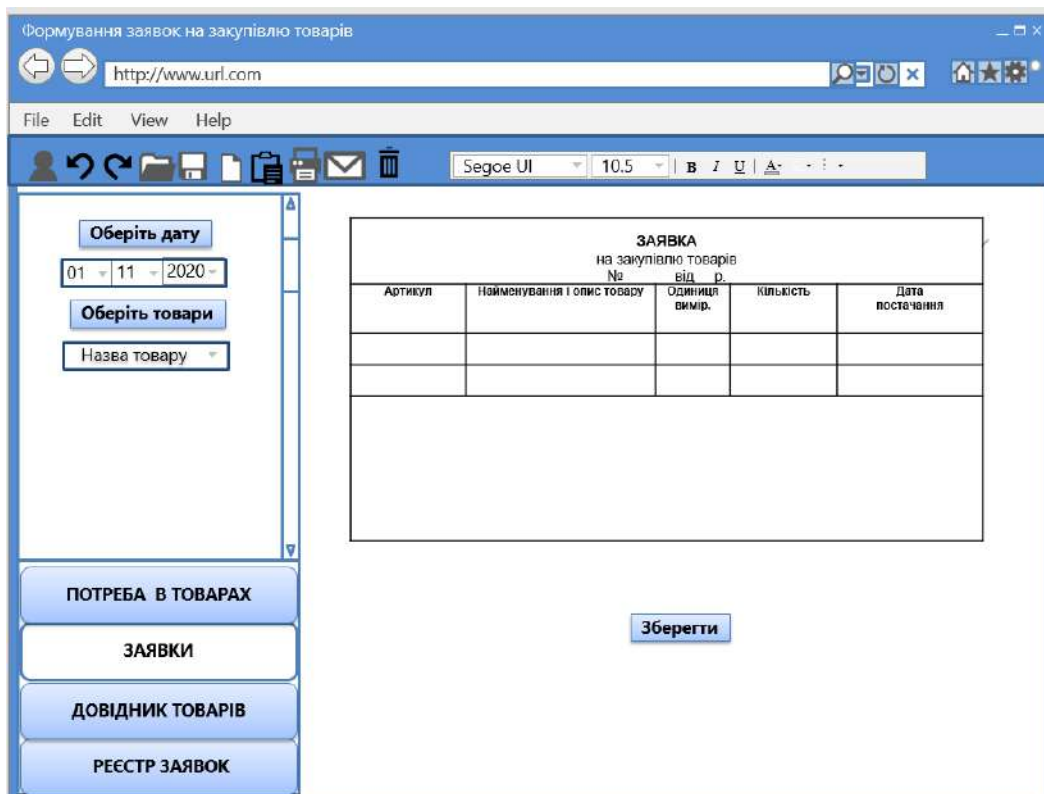 Формування заявок на закупівлю товарів
http://www.url.com
File Edit View Help
Segoe UI 10.5 B I U A
Оберіть дату
01 11 2020
Оберіть товари
Назва товару
ЗАЯВКА
на закупівлю товарів
№ від р.
Артикул Найменування і опис товару Одиниця вимір. Кількість Дата постачання
Зберегти
ПОТРЕБА В ТОВАРАХ
ЗАЯВКИ
ДОВІДНИК ТОВАРІВ
РЕЄСТР ЗАЯВОК